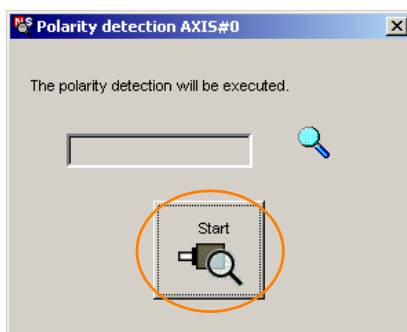 Polarity detection AXIS#0
The polarity detection will be executed.
Start